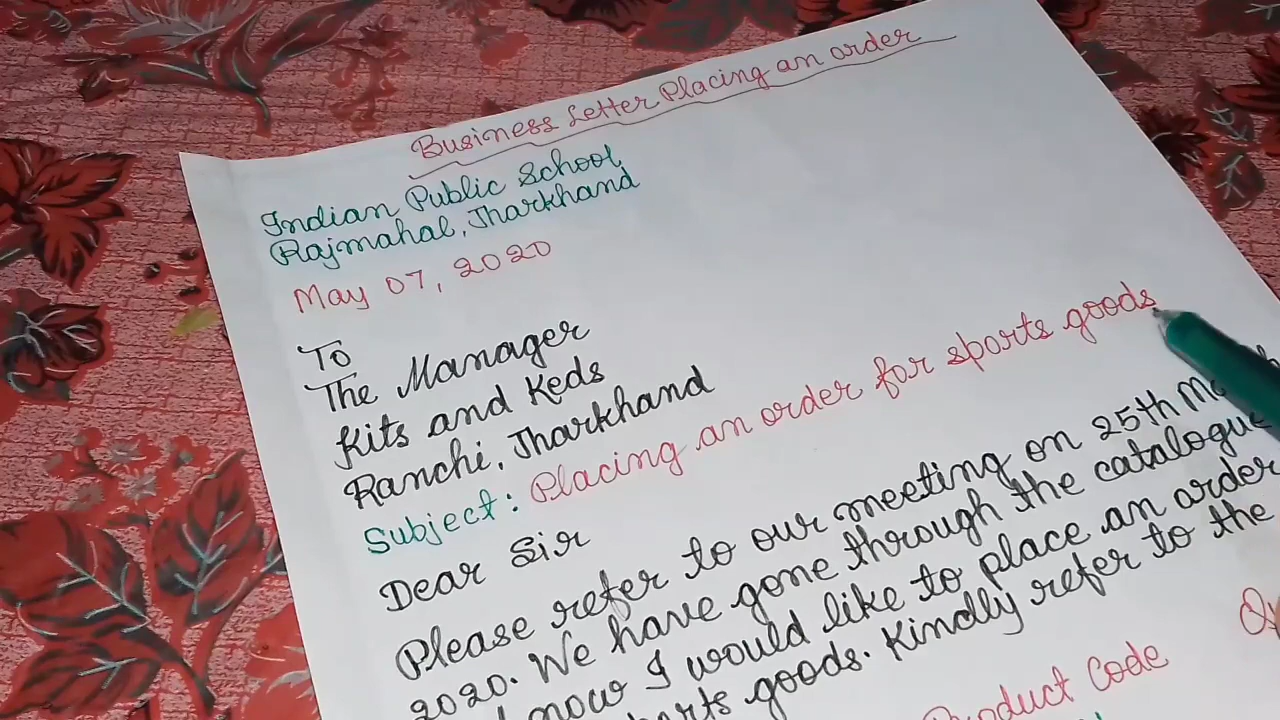 Business Letter Placing an order
Indian Public School
Rajmahal, Jharkhand
May 07, 2020
To
The Manager
Kits and Keds
Ranchi, Jharkhand
Subject: Placing an order for sports goods
Dear Sir
Please refer to our meeting on 25th
2020. We have gone through the catalogue
now I would like to place an order
goods. Kindly refer to the
Product Code